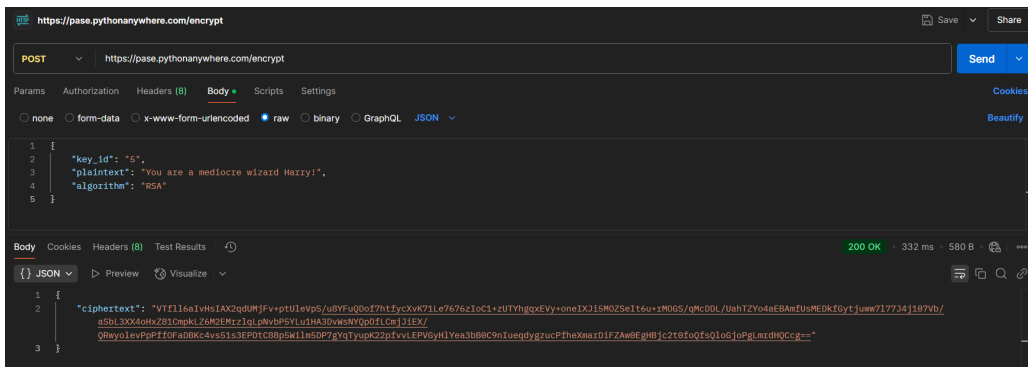 https://pase.pythonanywhere.com/encrypt
Save
Share
POST
https://pase.pythonanywhere.com/encrypt
Send
Params Authorization Headers (8) Body Scripts Settings
Cookies
none form-data x-www-form-urlencoded raw binary GraphQL JSON
Beautify
1 {
2 "key_id": "5",
3 "plaintext": "You are a mediocre wizard Harry!",
4 "algorithm": "RSA"
5 }
Body Cookies Headers (8) Test Results
200 OK 332 ms 580 B
{} JSON Preview Visualize
1 {
2 "ciphertext":
3 }